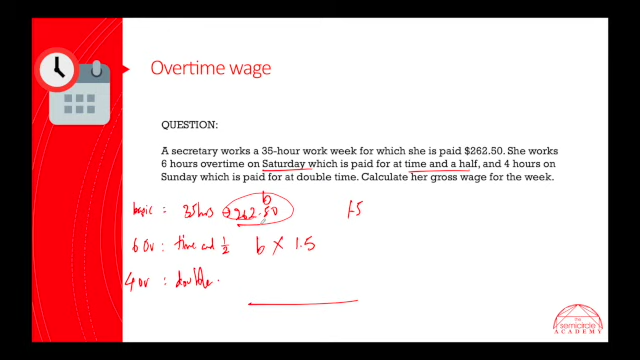 Overtime wage
QUESTION:
A secretary works a 35-hour work week for which she is paid $262.50. She works
6 hours overtime on Saturday which is paid for at time and a half, and 4 hours on
Sunday which is paid for at double time. Calculate her gross wage for the week.
b
basic : 35hrs → 262.50 1.5
6 ov : time and 1/2 b × 1.5
4 ov : double.
the
semicircle
ACADEMY